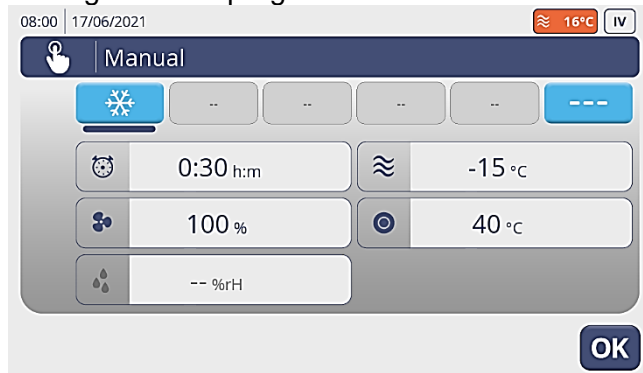 08:00 17/06/2021 16°C IV
Manual
-- -- -- -- ---
0:30 h:m -15 °C
100 % 40 °C
-- %rH
OK